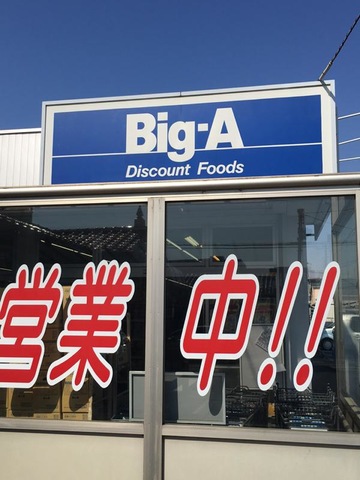 Big-A
Discount Foods
営業中!!